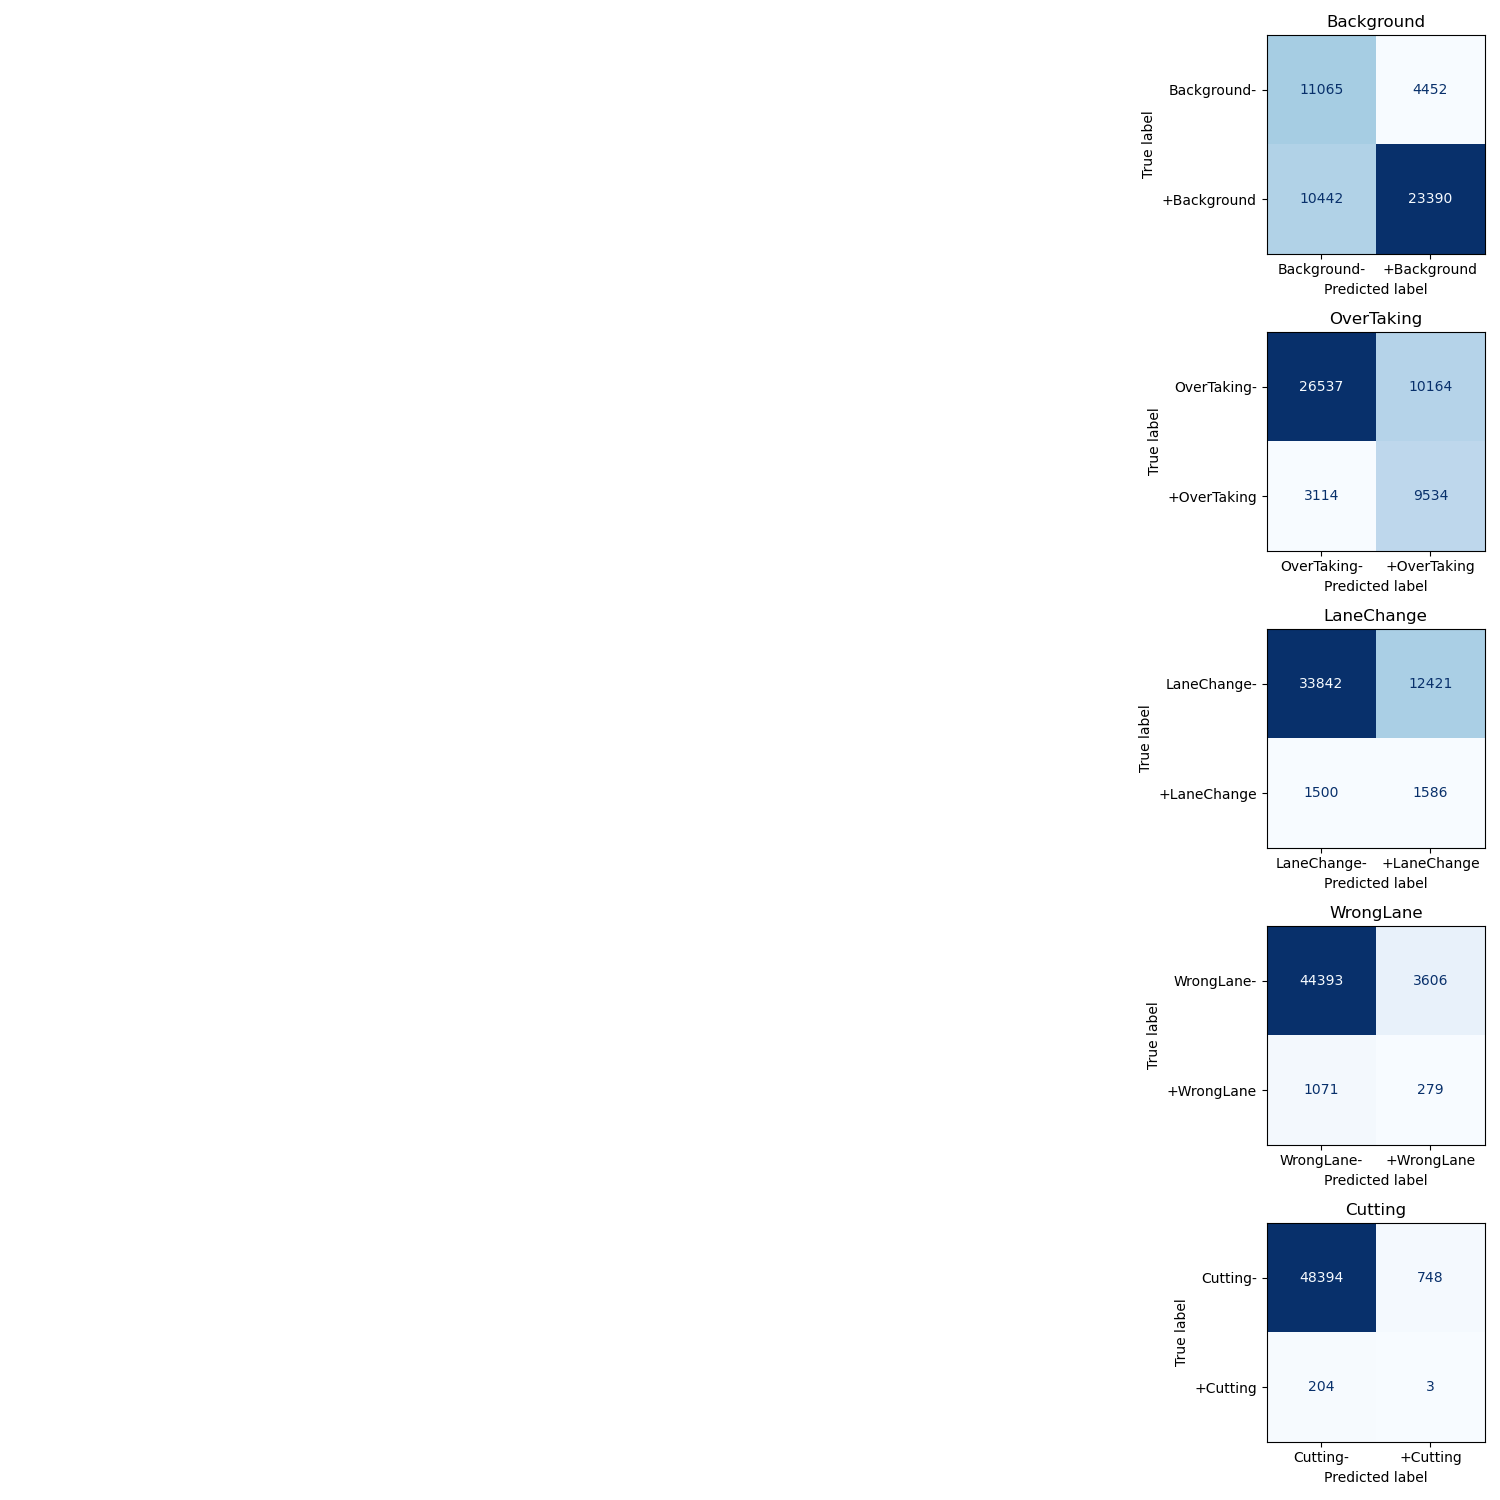 Background
Background-
11065 4452
True label
+Background
10442 23390
Background- +Background
Predicted label
OverTaking
OverTaking-
26537 10164
True label
+OverTaking
3114 9534
OverTaking- +OverTaking
Predicted label
LaneChange
LaneChange-
33842 12421
True label
+LaneChange
1500 1586
LaneChange- +LaneChange
Predicted label
WrongLane
WrongLane-
44393 3606
True label
+WrongLane
1071 279
WrongLane- +WrongLane
Predicted label
Cutting
Cutting-
48394 748
True label
+Cutting
204 3
Cutting- +Cutting
Predicted label